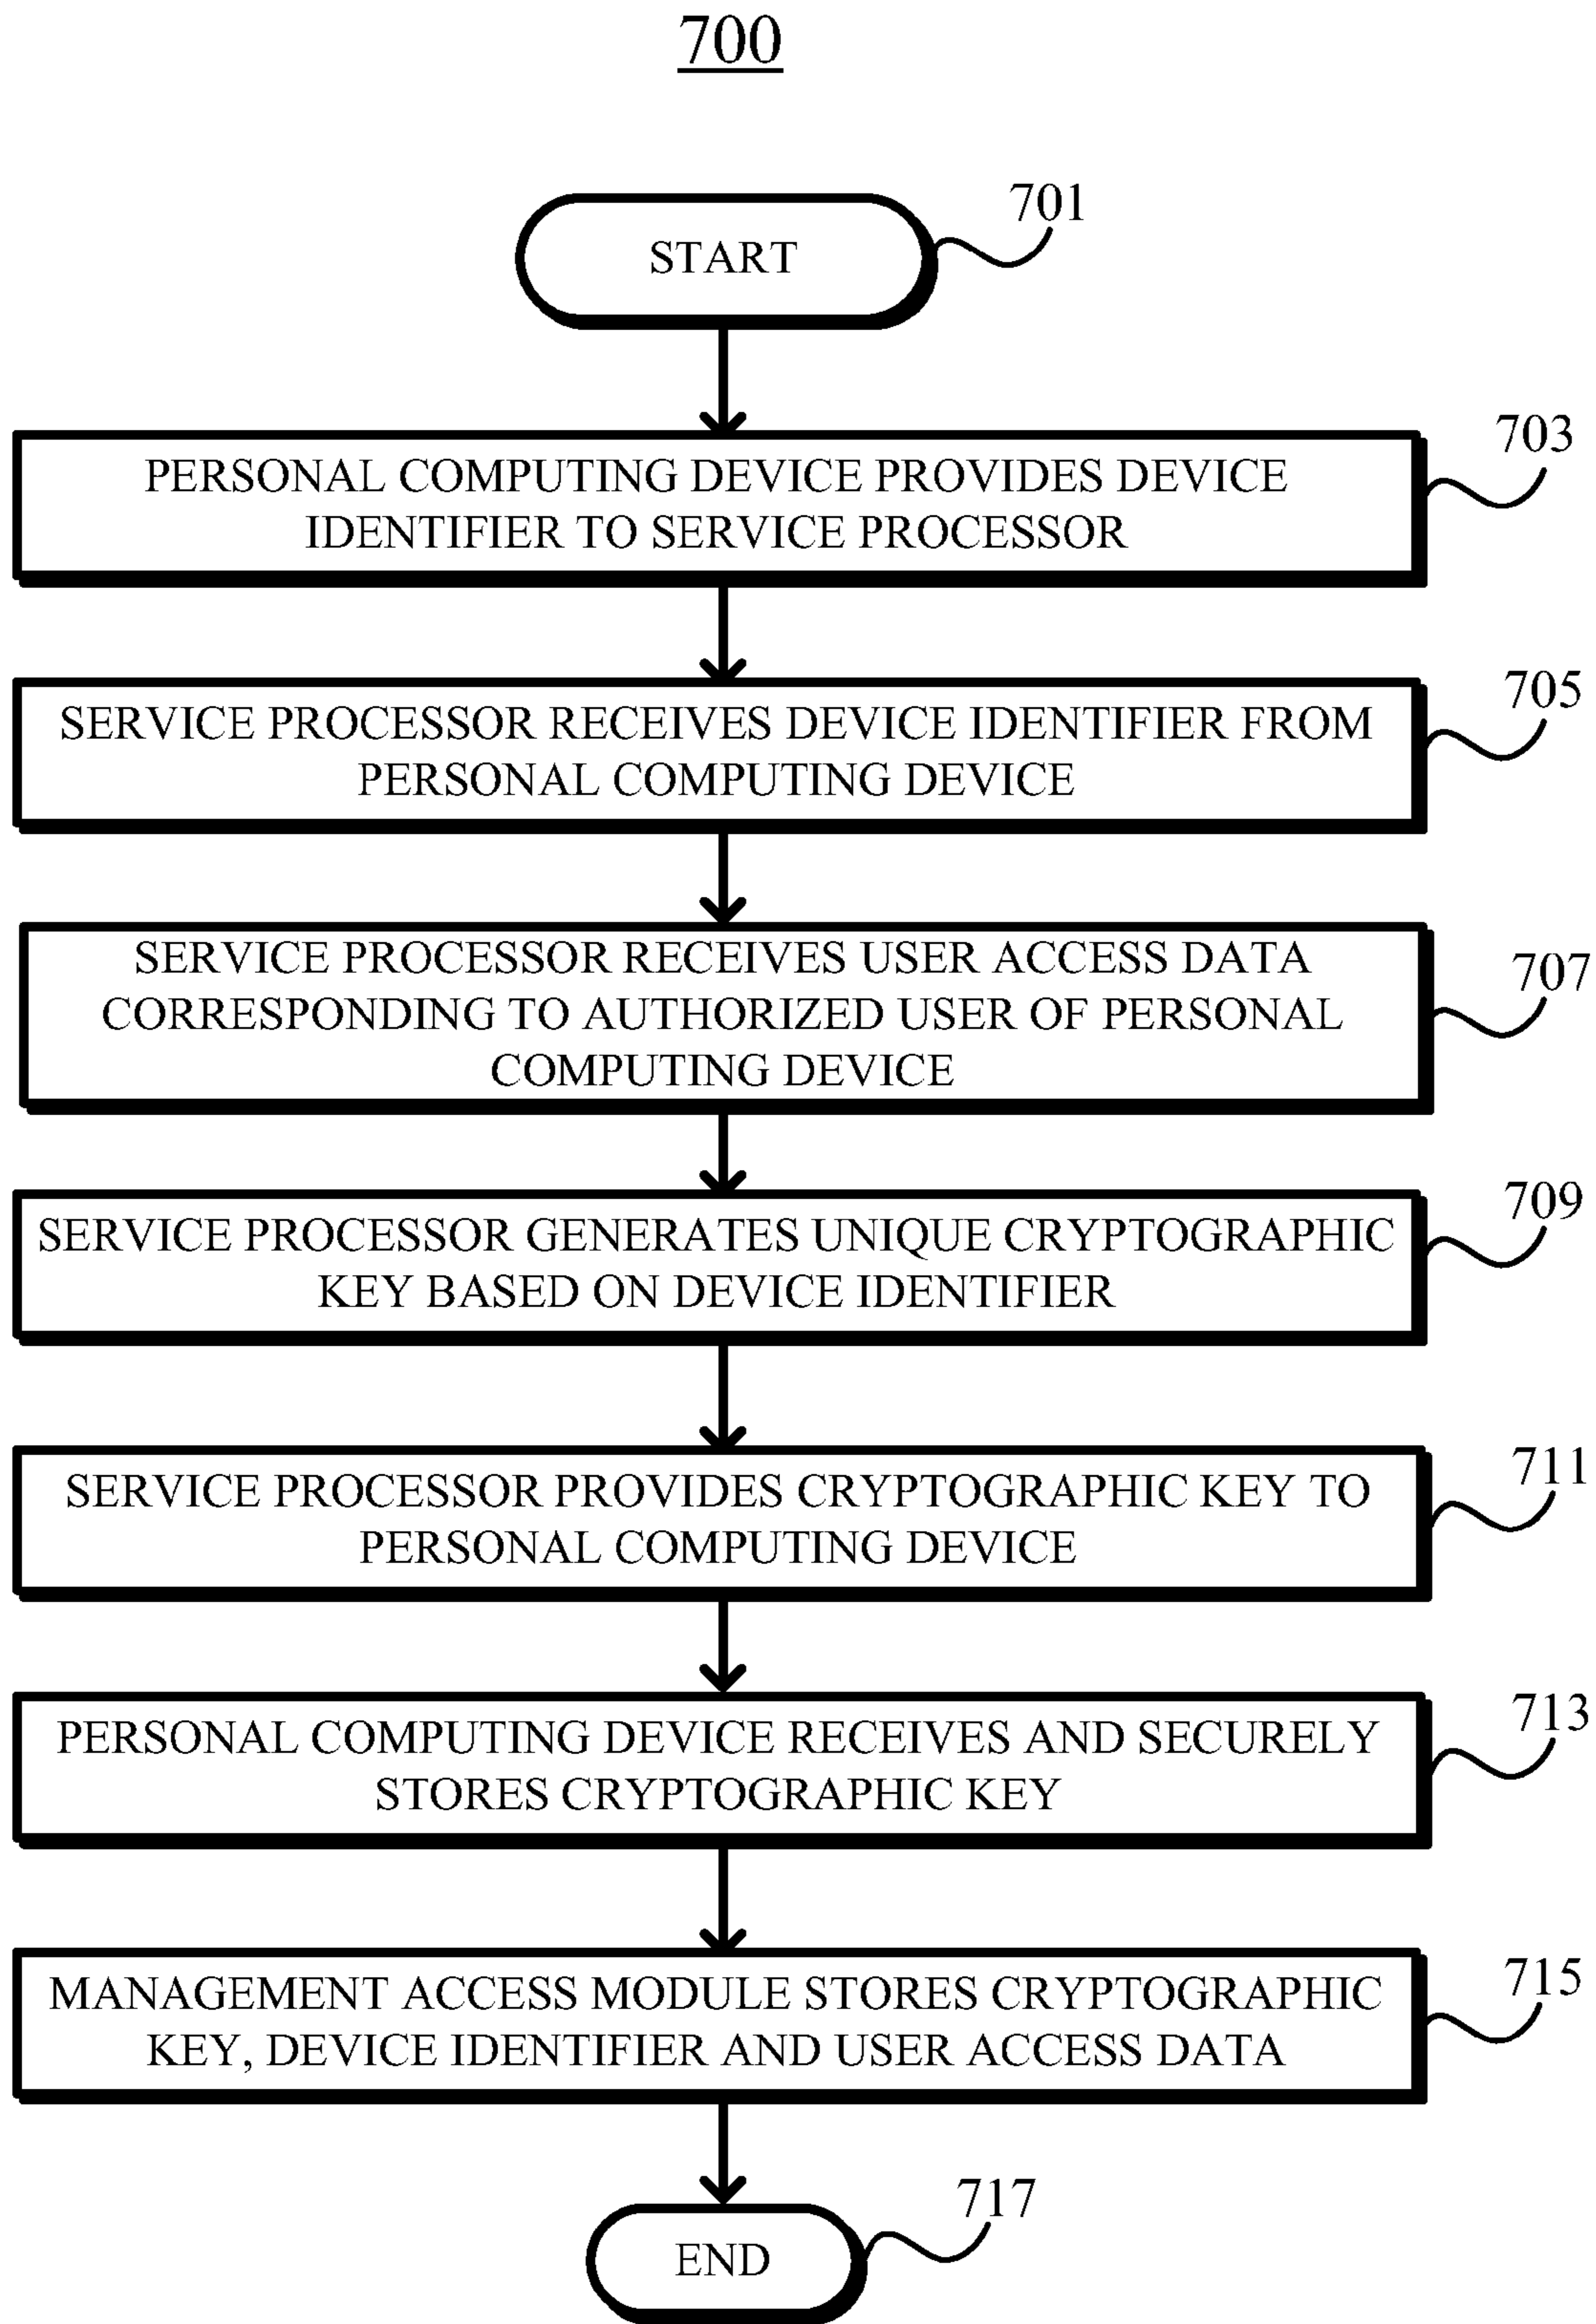 700
701
START
703
PERSONAL COMPUTING DEVICE PROVIDES DEVICE
IDENTIFIER TO SERVICE PROCESSOR
705
SERVICE PROCESSOR RECEIVES DEVICE IDENTIFIER FROM
PERSONAL COMPUTING DEVICE
707
SERVICE PROCESSOR RECEIVES USER ACCESS DATA
CORRESPONDING TO AUTHORIZED USER OF PERSONAL
COMPUTING DEVICE
709
SERVICE PROCESSOR GENERATES UNIQUE CRYPTOGRAPHIC
KEY BASED ON DEVICE IDENTIFIER
711
SERVICE PROCESSOR PROVIDES CRYPTOGRAPHIC KEY TO
PERSONAL COMPUTING DEVICE
713
PERSONAL COMPUTING DEVICE RECEIVES AND SECURELY
STORES CRYPTOGRAPHIC KEY
715
MANAGEMENT ACCESS MODULE STORES CRYPTOGRAPHIC
KEY, DEVICE IDENTIFIER AND USER ACCESS DATA
717
END